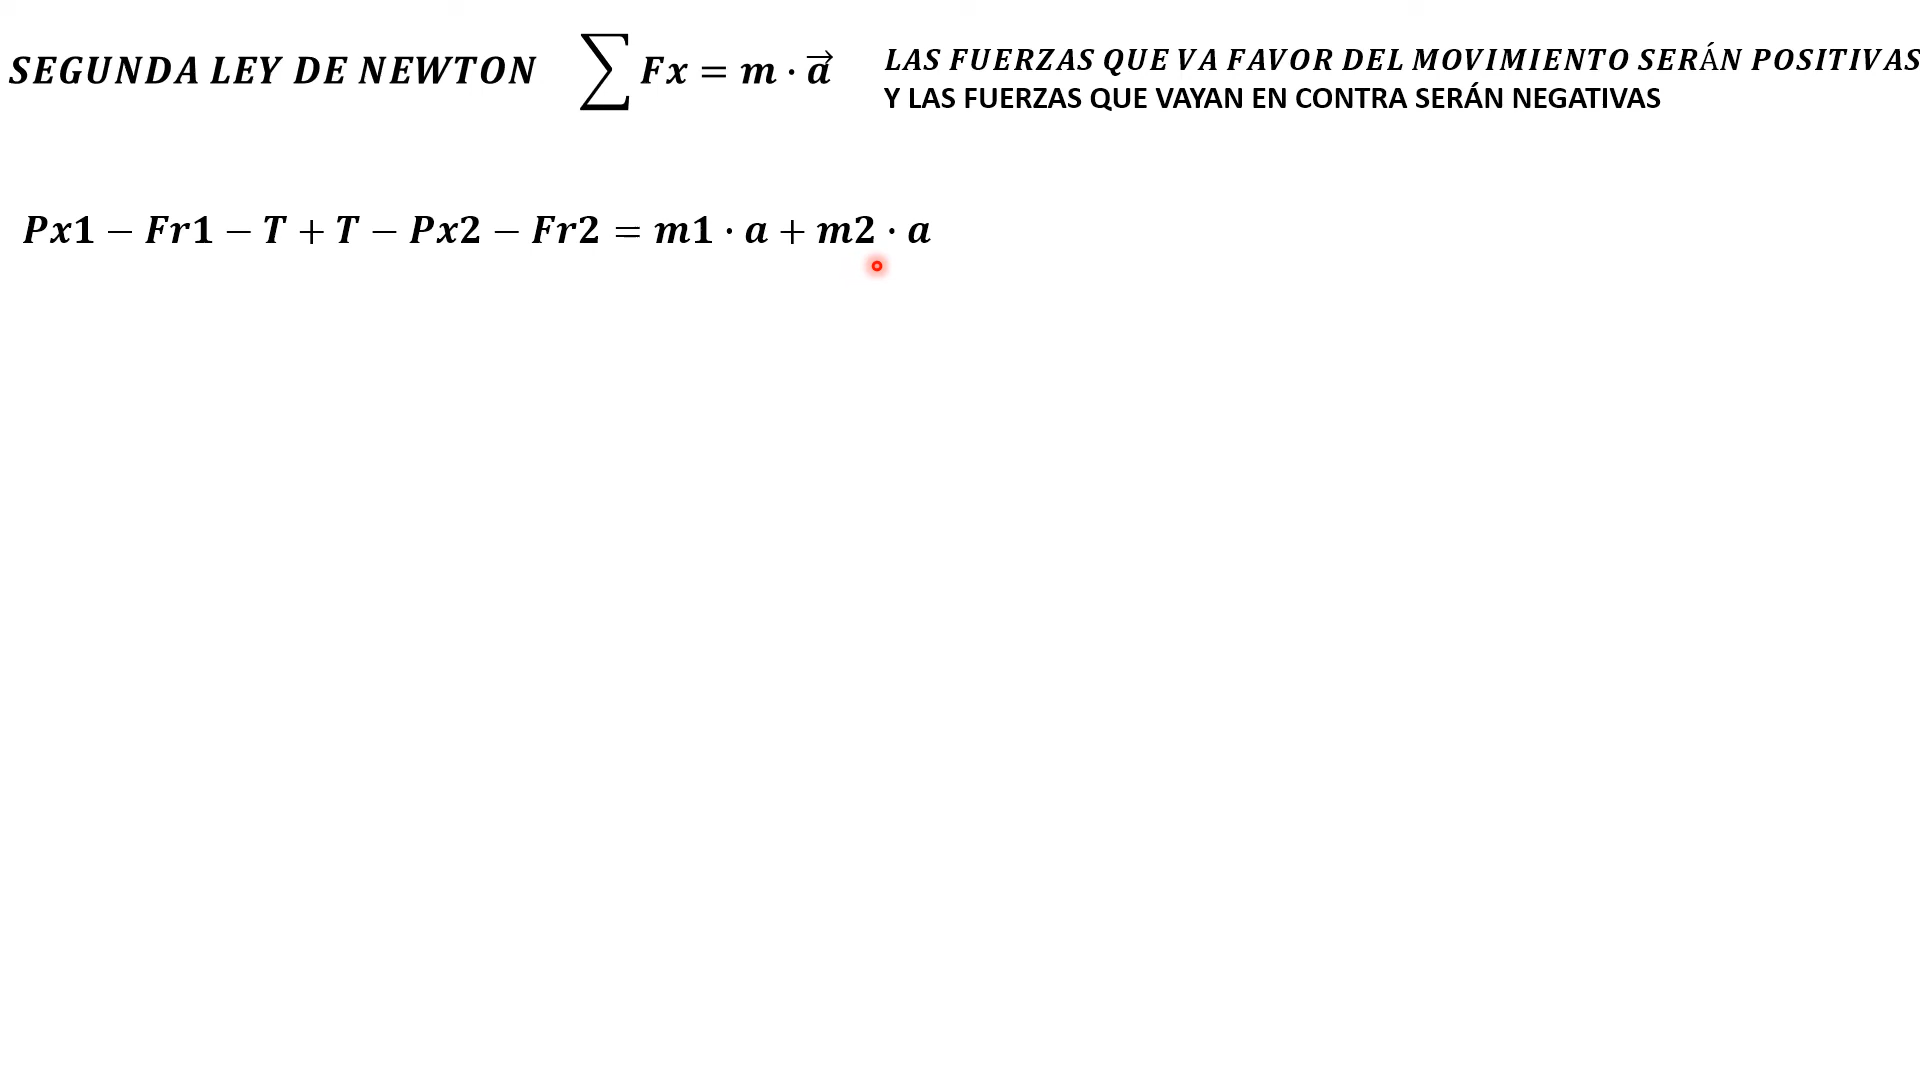 SEGUNDA LEY DE NEWTON ∑ Fx = m · a⃗ LAS FUERZAS QUE VA FAVOR DEL MOVIMIENTO SERÁN POSITIVAS
Y LAS FUERZAS QUE VAYAN EN CONTRA SERÁN NEGATIVAS
Px1 − Fr1 − T + T − Px2 − Fr2 = m1 · a + m2 · a